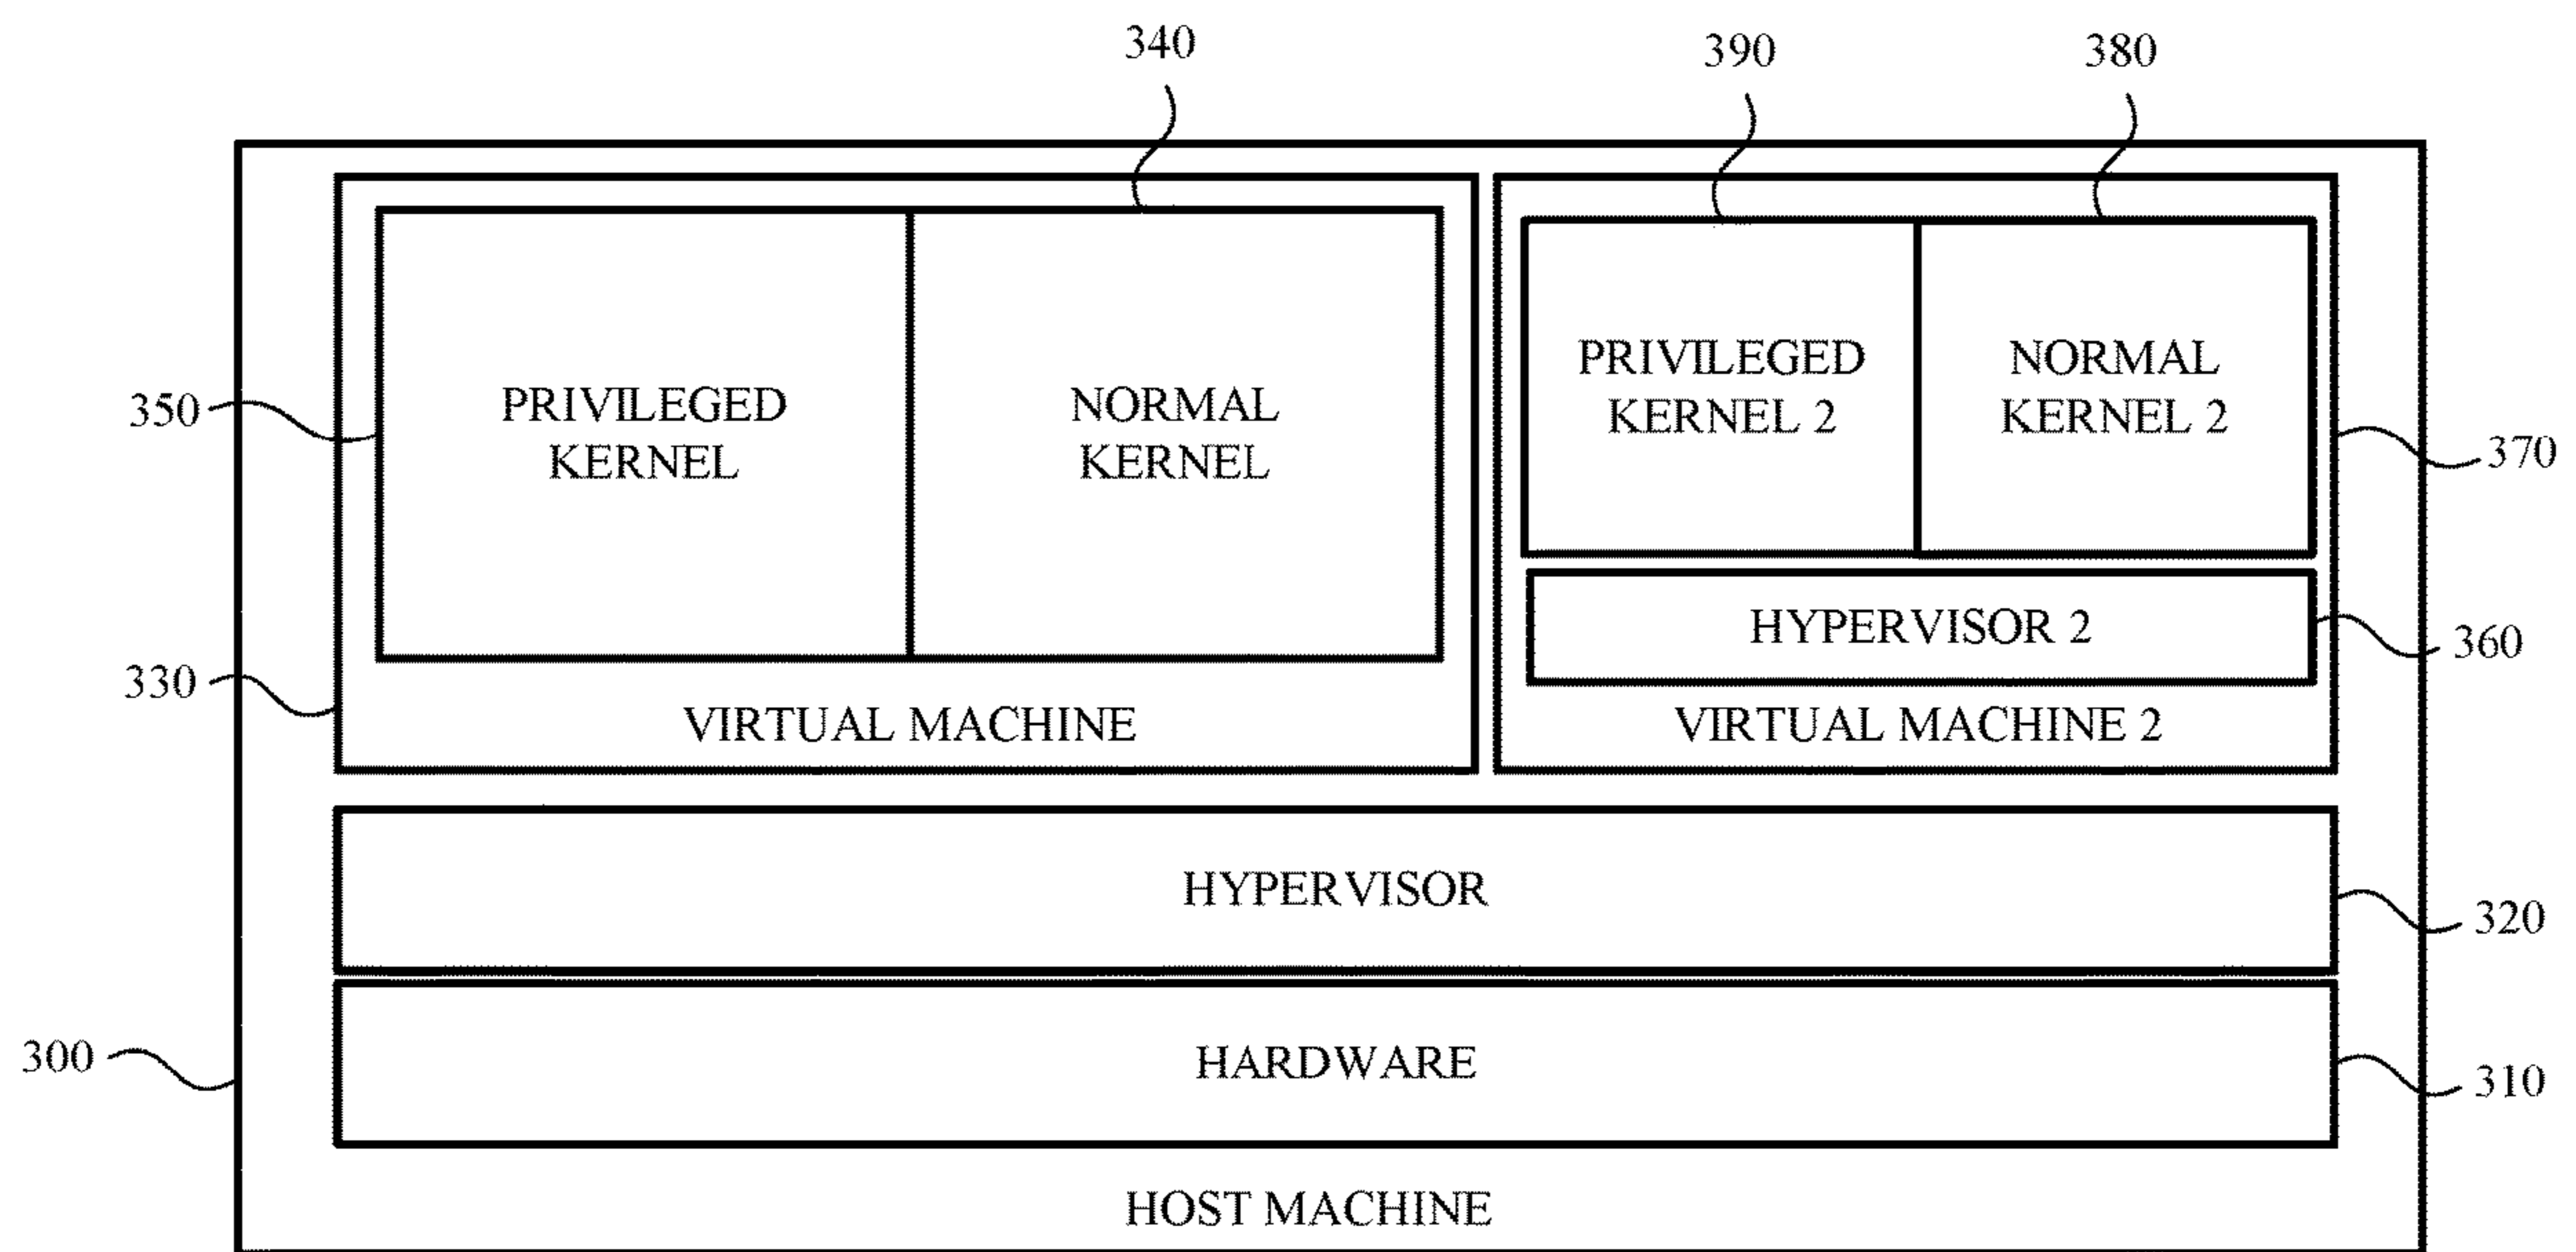 340
390
380
PRIVILEGED
KERNEL
NORMAL
KERNEL
PRIVILEGED
KERNEL 2
NORMAL
KERNEL 2
350
370
HYPERVISOR 2
360
330
VIRTUAL MACHINE
VIRTUAL MACHINE 2
HYPERVISOR
320
300
HARDWARE
310
HOST MACHINE